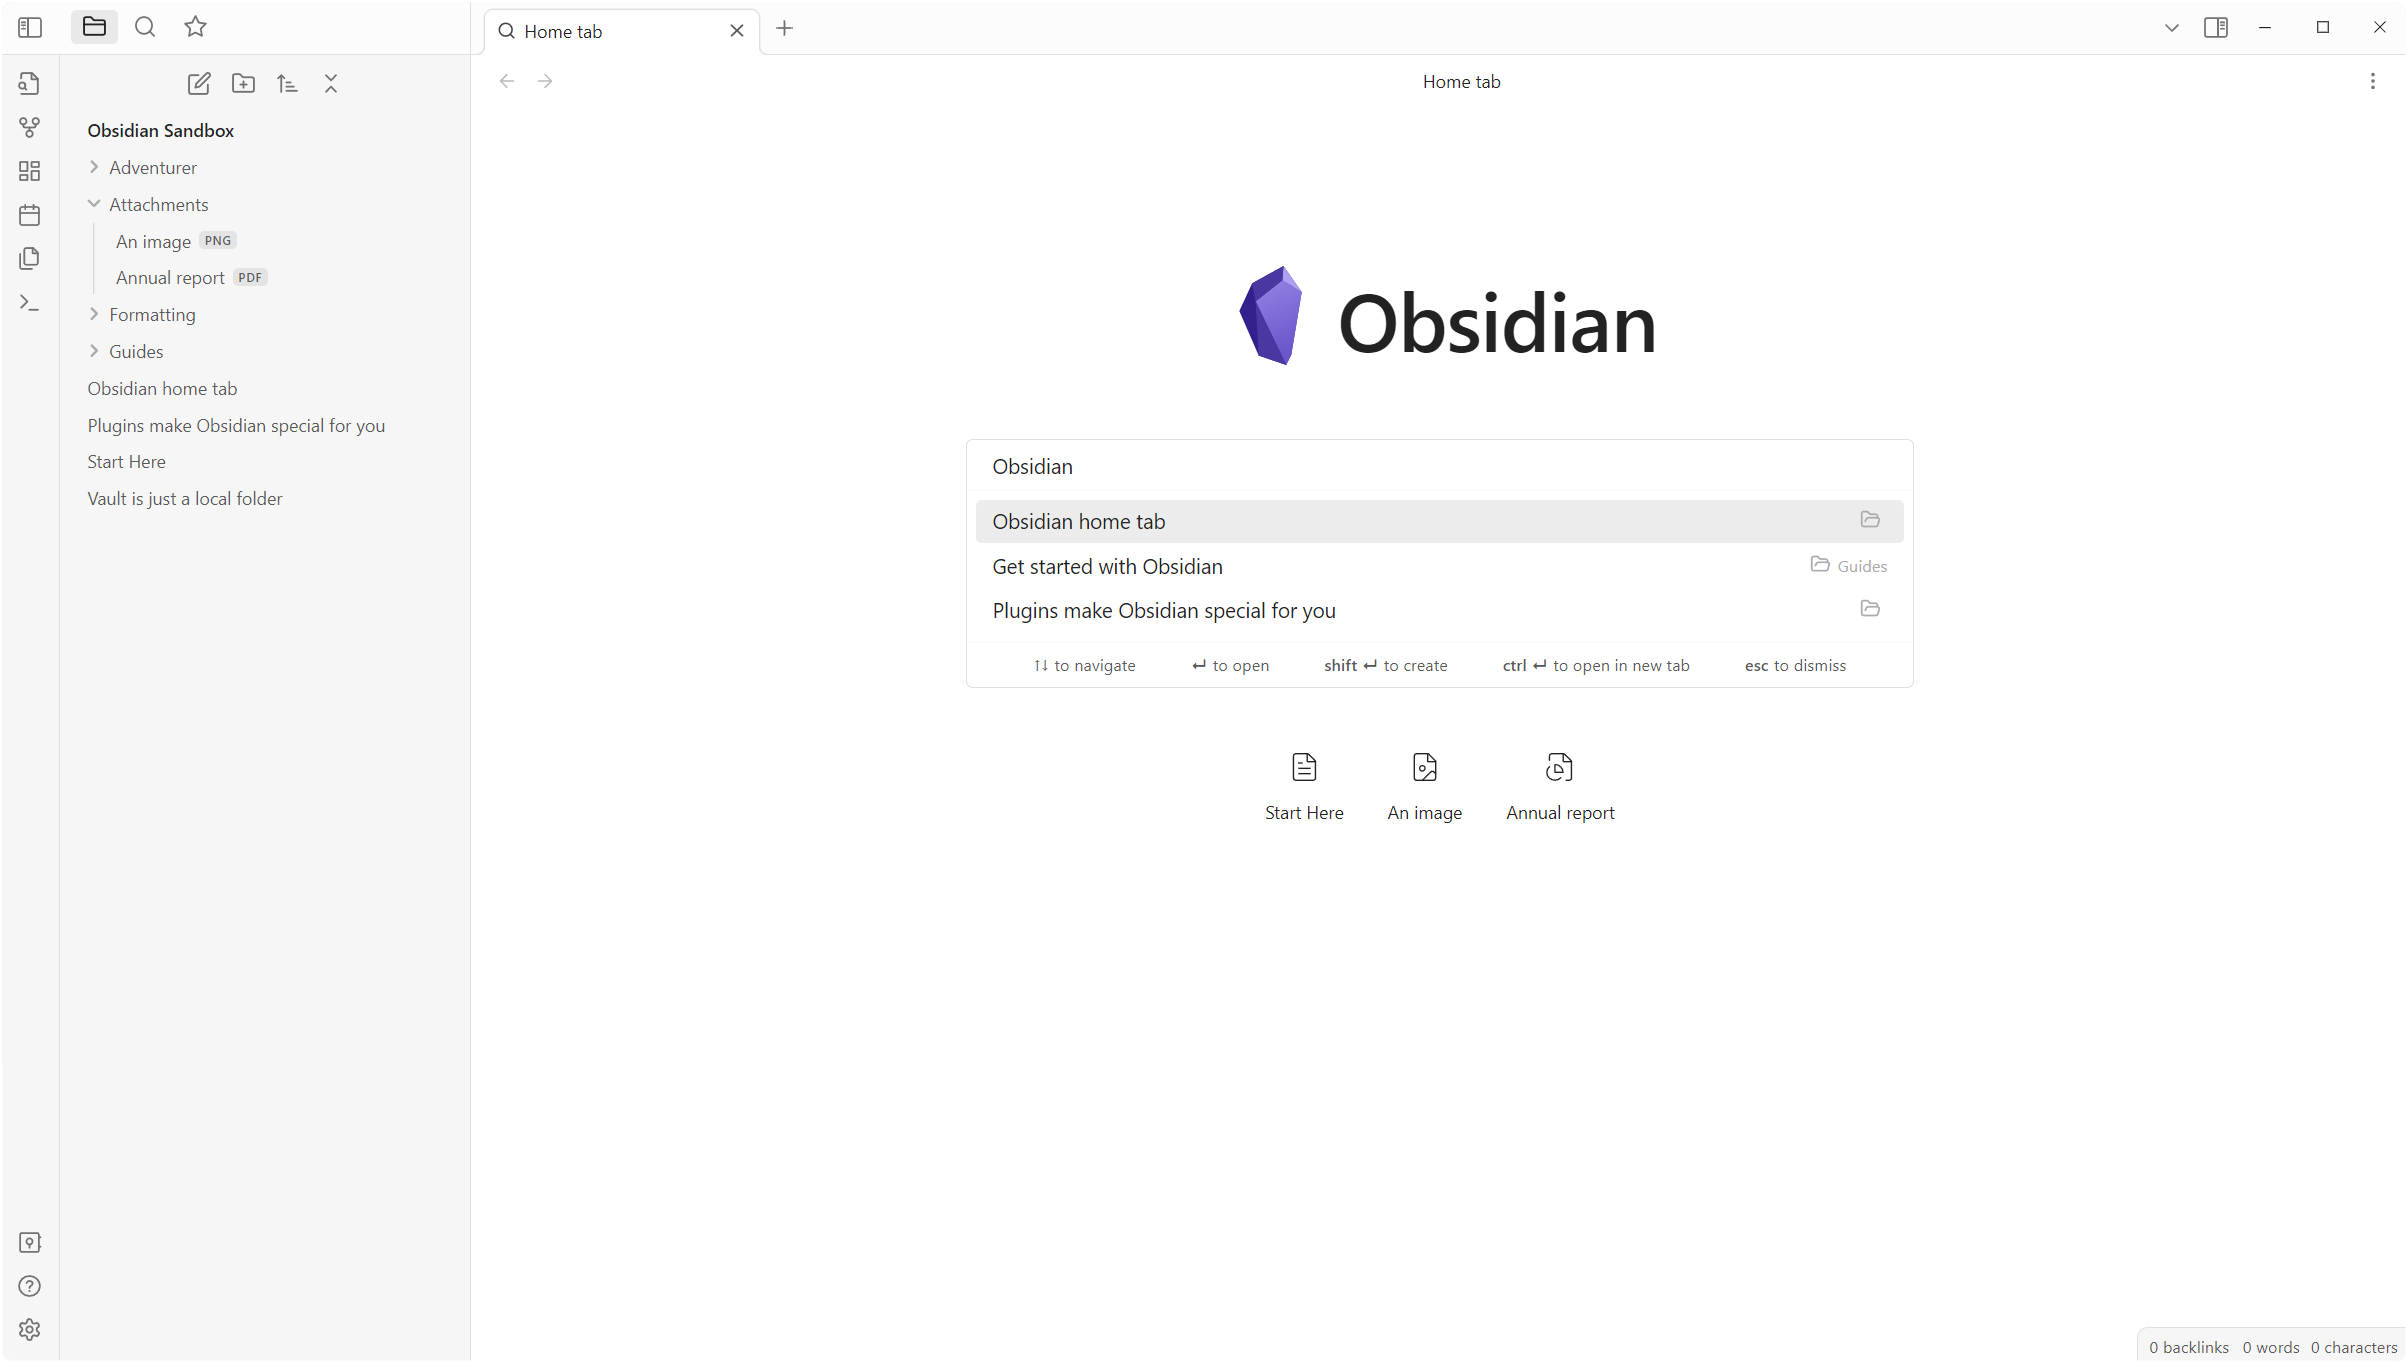 Home tab
Home tab
Obsidian Sandbox
Adventurer
Attachments
An image PNG
Annual report PDF
Formatting
Guides
Obsidian home tab
Plugins make Obsidian special for you
Start Here
Vault is just a local folder
Obsidian
Obsidian
Obsidian home tab
Get started with Obsidian Guides
Plugins make Obsidian special for you
↑↓ to navigate ↵ to open shift ↵ to create ctrl ↵ to open in new tab esc to dismiss
Start Here An image Annual report
0 backlinks 0 words 0 characters